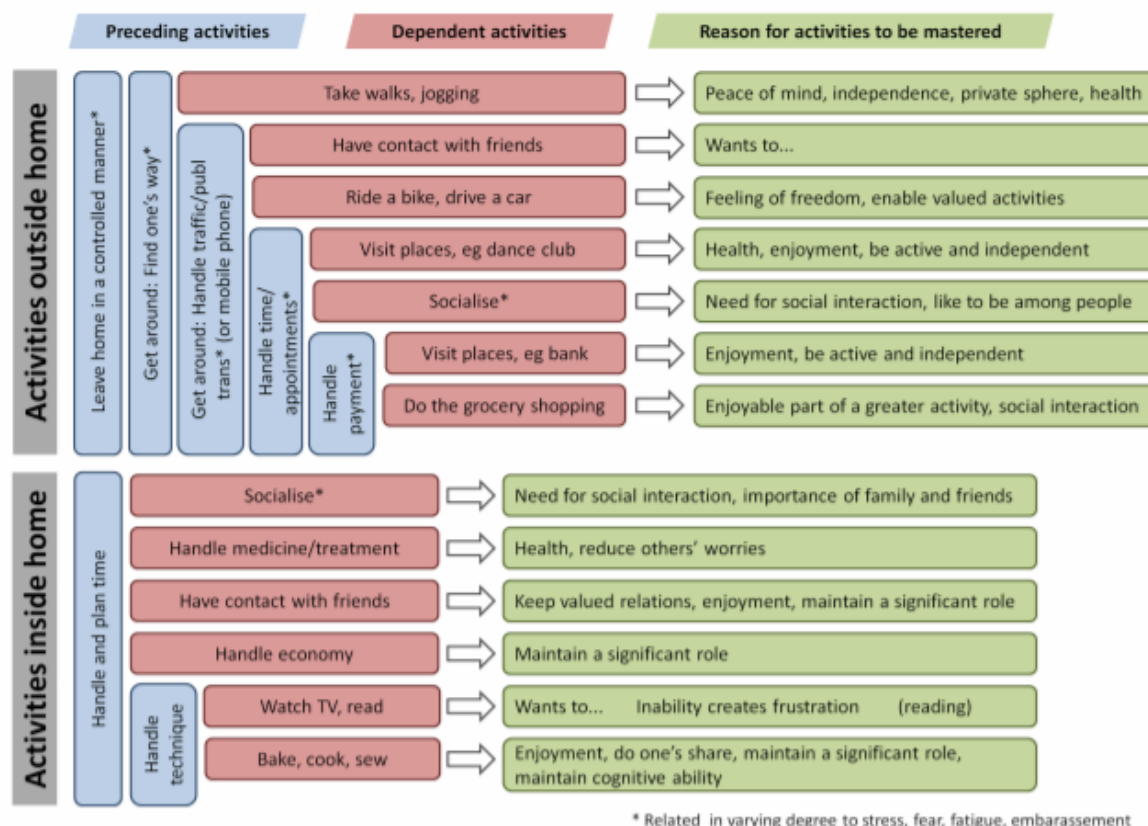 Preceding activities
Dependent activities
Reason for activities to be mastered
Activities outside home
Leave home in a controlled manner*
Get around: Find one's way*
Get around: Handle traffic/publ
trans* (or mobile phone)
Handle time/
appointments*
Handle
payment*
Take walks, jogging
Peace of mind, independence, private sphere, health
Have contact with friends
Wants to...
Ride a bike, drive a car
Feeling of freedom, enable valued activities
Visit places, eg dance club
Health, enjoyment, be active and independent
Socialise*
Need for social interaction, like to be among people
Visit places, eg bank
Enjoyment, be active and independent
Do the grocery shopping
Enjoyable part of a greater activity, social interaction
Activities inside home
Handle and plan time
Handle
technique
Socialise*
Need for social interaction, importance of family and friends
Handle medicine/treatment
Health, reduce others' worries
Have contact with friends
Keep valued relations, enjoyment, maintain a significant role
Handle economy
Maintain a significant role
Watch TV, read
Wants to... Inability creates frustration (reading)
Bake, cook, sew
Enjoyment, do one's share, maintain a significant role,
maintain cognitive ability
* Related in varying degree to stress, fear, fatigue, embarassement